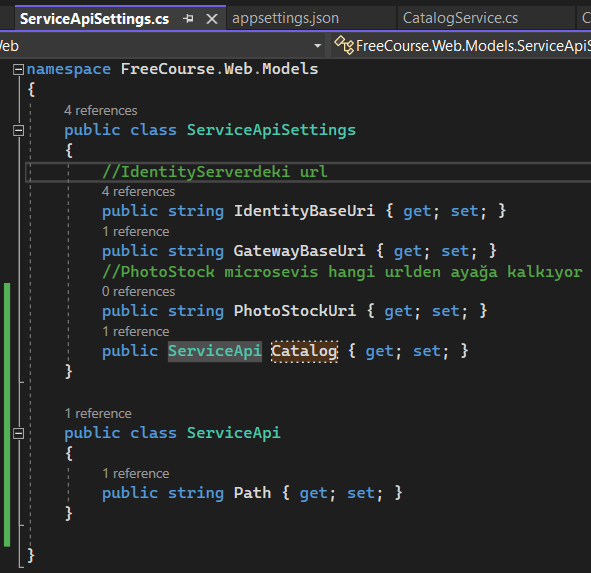 ServiceApiSettings.cs appsettings.json CatalogService.cs C
Web FreeCourse.Web.Models.ServiceApiS
namespace FreeCourse.Web.Models
{
4 references
public class ServiceApiSettings
{
//IdentityServerdeki url
4 references
public string IdentityBaseUri { get; set; }
1 reference
public string GatewayBaseUri { get; set; }
//PhotoStock microsevis hangi urlden ayağa kalkıyor
0 references
public string PhotoStockUri { get; set; }
1 reference
public ServiceApi Catalog { get; set; }
}
1 reference
public class ServiceApi
{
1 reference
public string Path { get; set; }
}
}